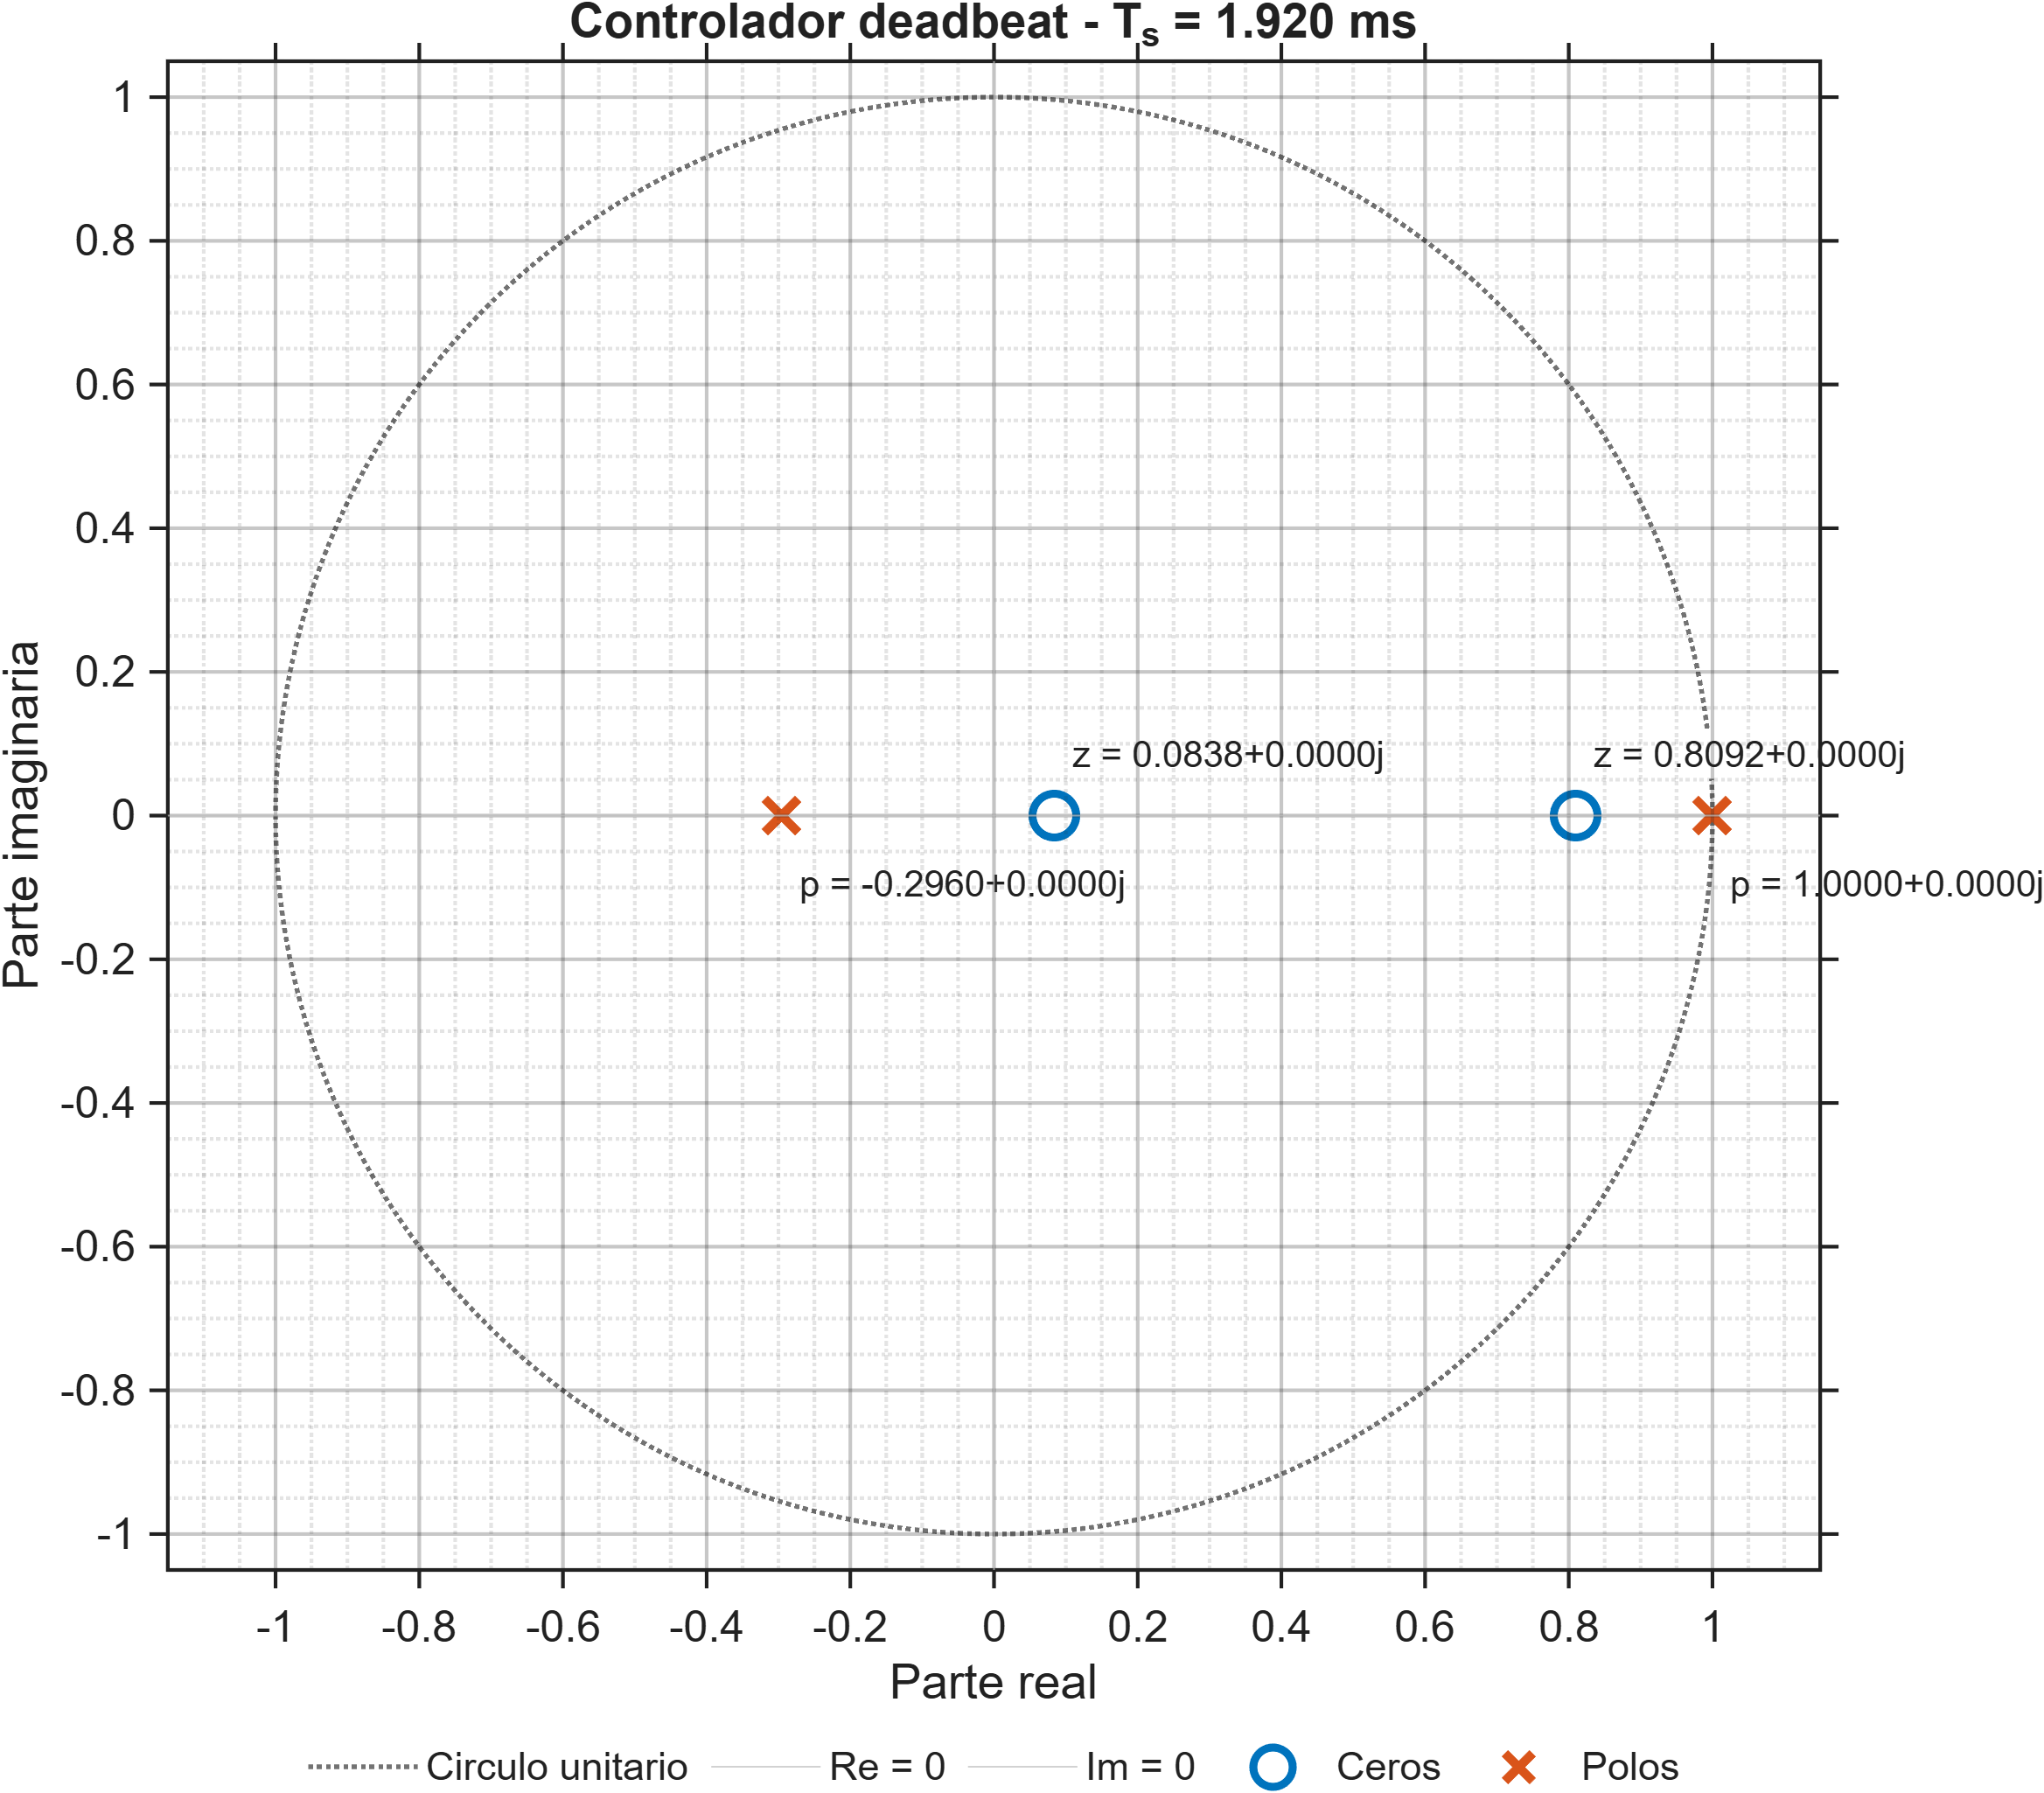 Controlador deadbeat - Ts = 1.920 ms
Parte imaginaria
1
0.8
0.6
0.4
0.2
0
-0.2
-0.4
-0.6
-0.8
-1
z = 0.0838+0.0000j
z = 0.8092+0.0000j
p = -0.2960+0.0000j
p = 1.0000+0.0000j
-1 -0.8 -0.6 -0.4 -0.2 0 0.2 0.4 0.6 0.8 1
Parte real
Circulo unitario Re = 0 Im = 0 Ceros Polos